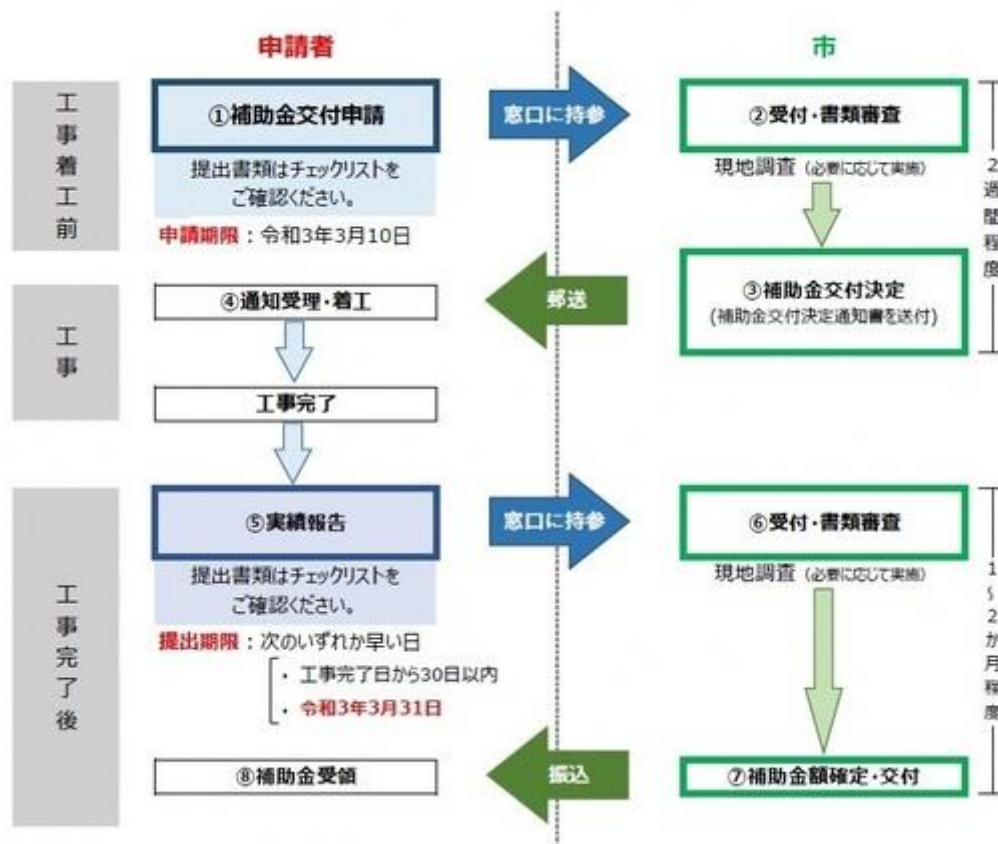 申請者
市
工事着工前
①補助金交付申請
窓口に持参
②受付・書類審査
提出書類はチェックリストを
ご確認ください。
現地調査（必要に応じて実施）
2週間程度
申請期限：令和3年3月10日
工事
④通知受理・着工
郵送
③補助金交付決定
(補助金交付決定通知書を送付)
工事完了
工事完了後
⑤実績報告
窓口に持参
⑥受付・書類審査
提出書類はチェックリストを
ご確認ください。
現地調査（必要に応じて実施）
1～2か月程度
提出期限：次のいずれか早い日
・工事完了日から30日以内
・令和3年3月31日
⑧補助金受領
振込
⑦補助金額確定・交付